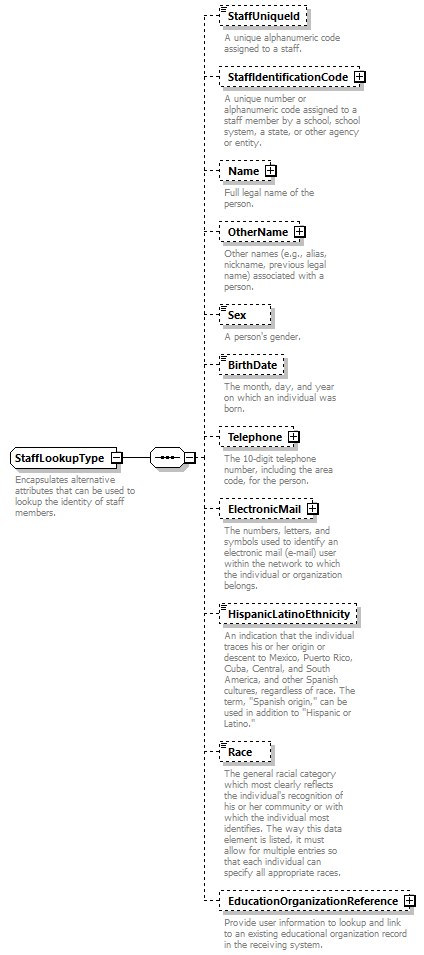 StaffUniqueId
A unique alphanumeric code
assigned to a staff.
StaffIdentificationCode
A unique number or
alphanumeric code assigned to a
staff member by a school, school
system, a state, or other agency
or entity.
Name
Full legal name of the
person.
OtherName
Other names (e.g., alias,
nickname, previous legal
name) associated with a
person.
Sex
A person's gender.
BirthDate
The month, day, and year
on which an individual was
born.
Telephone
The 10-digit telephone
number, including the area
code, for the person.
StaffLookupType
Encapsulates alternative
attributes that can be used to
lookup the identity of staff
members.
ElectronicMail
The numbers, letters, and
symbols used to identify an
electronic mail (e-mail) user
within the network to which
the individual or organization
belongs.
HispanicLatinoEthnicity
An indication that the individual
traces his or her origin or
descent to Mexico, Puerto Rico,
Cuba, Central, and South
America, and other Spanish
cultures, regardless of race. The
term, "Spanish origin," can be
used in addition to "Hispanic or
Latino."
Race
The general racial category
which most clearly reflects
the individual's recognition of
his or her community or with
which the individual most
identifies. The way this data
element is listed, it must
allow for multiple entries so
that each individual can
specify all appropriate races.
EducationOrganizationReference
Provide user information to lookup and link
to an existing educational organization record
in the receiving system.